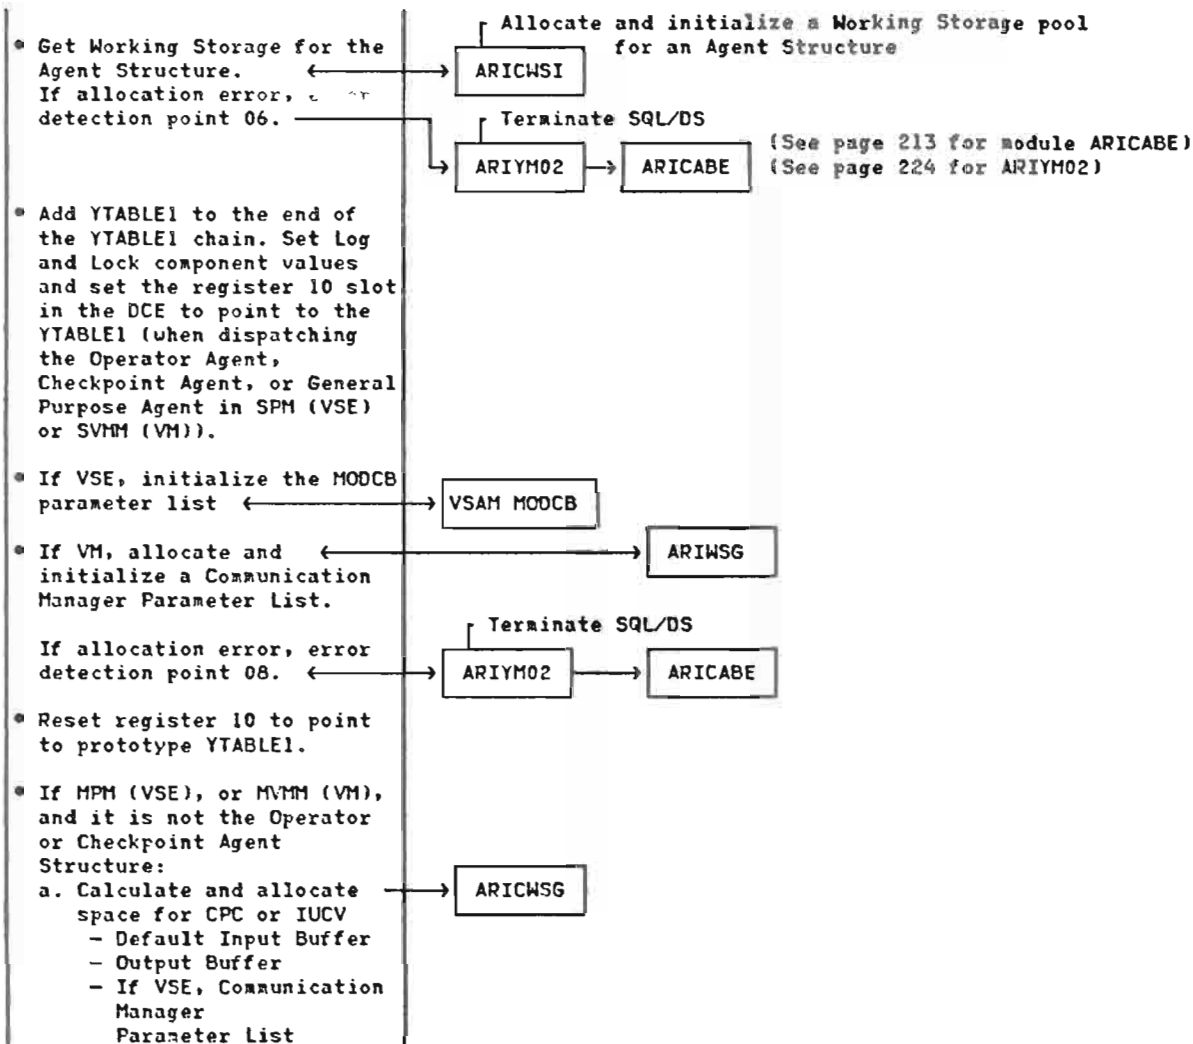 Allocate and initialize a Working Storage pool
for an Agent Structure
• Get Working Storage for the
Agent Structure.
ARICWSI
If allocation error,
detection point 06.
Terminate SQL/DS
(See page 213 for module ARICABE)
ARIYM02
ARICABE
(See page 224 for ARIYM02)
• Add YTABLE1 to the end of
the YTABLE1 chain. Set Log
and Lock component values
and set the register 10 slot
in the DCE to point to the
YTABLE1 (when dispatching
the Operator Agent,
Checkpoint Agent, or General
Purpose Agent in SPM (VSE)
or SVMM (VM)).
• If VSE, initialize the MODCB
parameter list
VSAM MODCB
• If VM, allocate and
ARIWSG
initialize a Communication
Manager Parameter List.
Terminate SQL/DS
If allocation error, error
detection point 08.
ARIYM02
ARICABE
• Reset register 10 to point
to prototype YTABLE1.
• If MPM (VSE), or MVMM (VM),
and it is not the Operator
or Checkpoint Agent
Structure:
a. Calculate and allocate
ARICWSG
space for CPC or IUCV
- Default Input Buffer
- Output Buffer
- If VSE, Communication
Manager
Parameter List